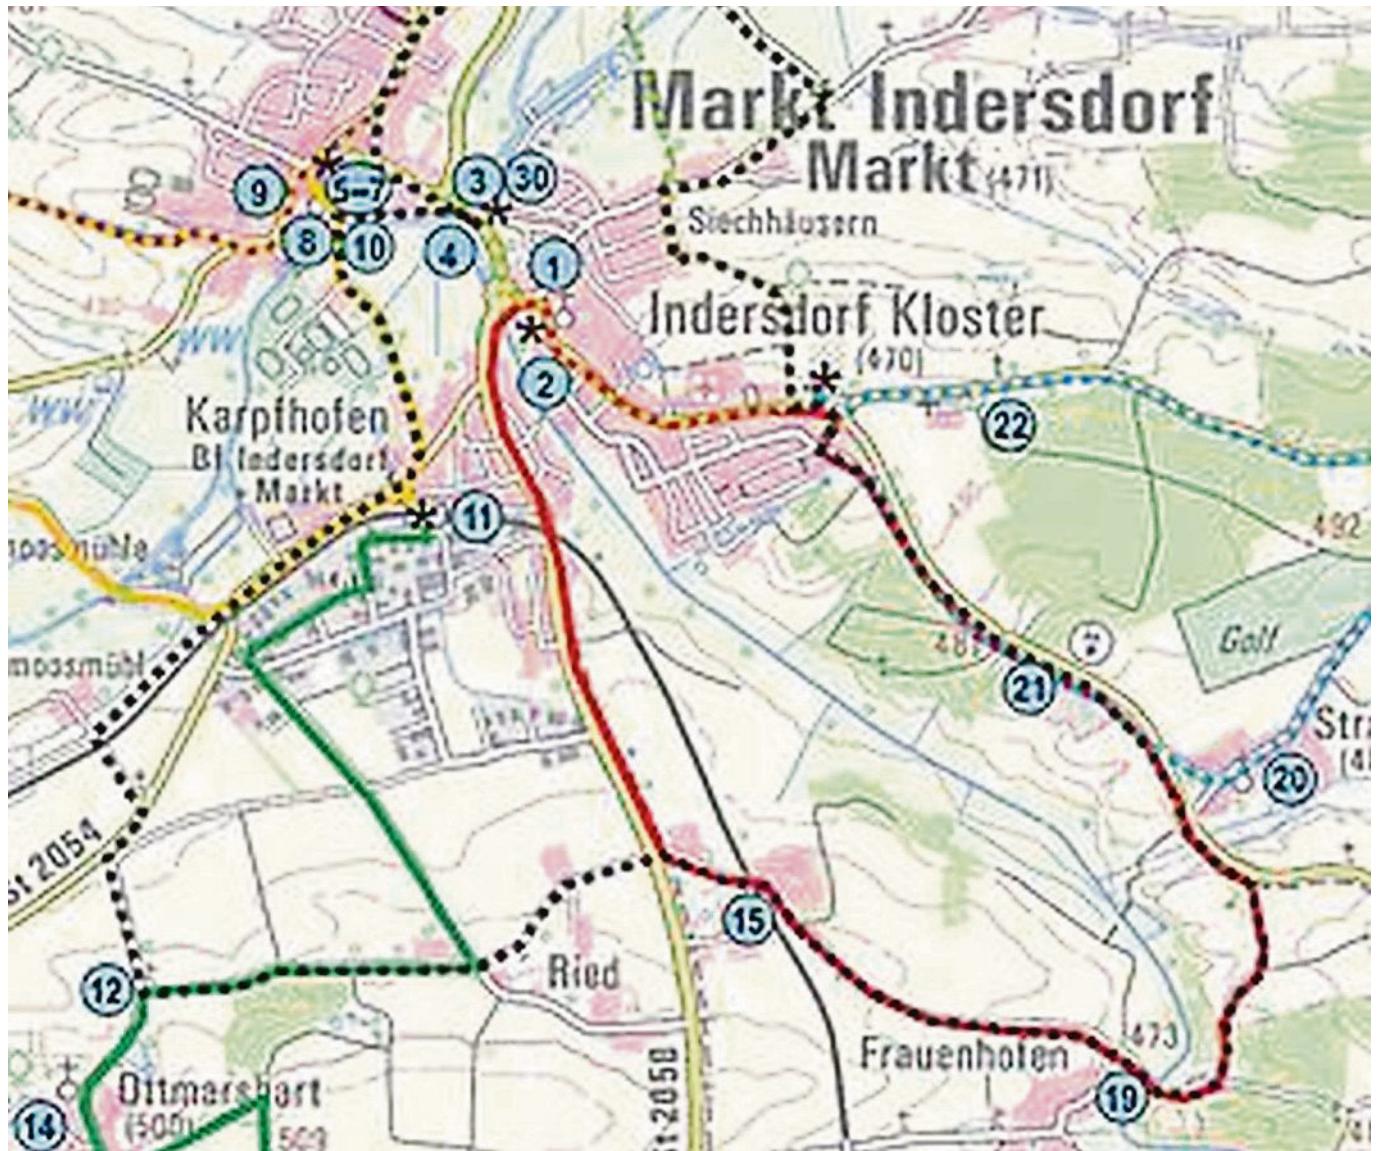 Markt Indersdorf
Markt (471)
9
5-7
3
30
8
10
4
1
Siechhäusern
Indersdorf Kloster
(470)
2
22
WW
WW
Karpfhofen
Bf Indersdorf
Markt
11
492
moosmühle
Golf
moosmühl
21
20
St 2054
15
12
Ried
Frauenhofen
473
19
Ottmarshart
(500)
14
509
St 2050